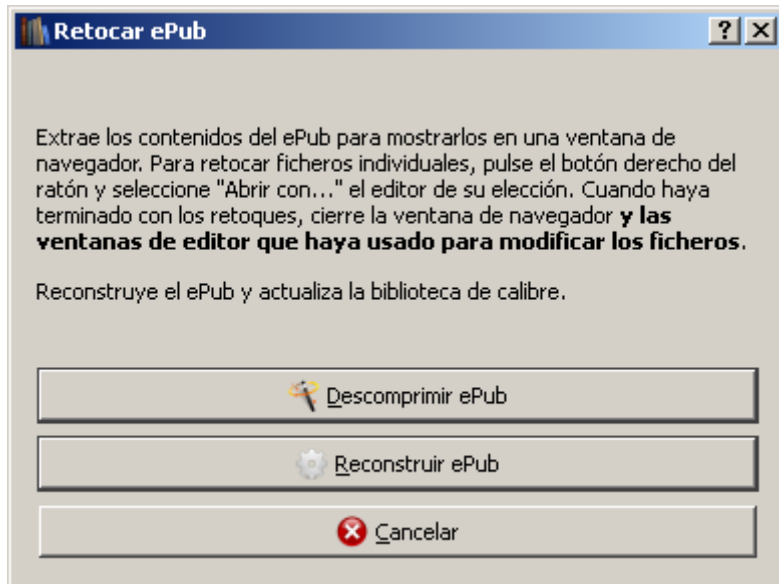 Retocar ePub
Extrae los contenidos del ePub para mostrarlos en una ventana de
navegador. Para retocar ficheros individuales, pulse el botón derecho del
ratón y seleccione "Abrir con..." el editor de su elección. Cuando haya
terminado con los retoques, cierre la ventana de navegador y las
ventanas de editor que haya usado para modificar los ficheros.
Reconstruye el ePub y actualiza la biblioteca de calibre.
Descomprimir ePub
Reconstruir ePub
Cancelar